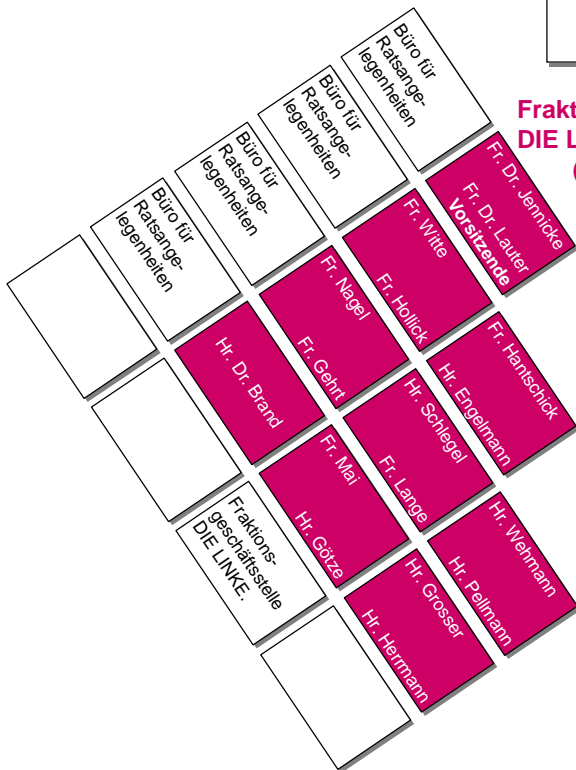 Büro für
Ratsange-
legenheiten
Büro für
Ratsange-
legenheiten
Büro für
Ratsange-
legenheiten
Büro für
Ratsange-
legenheiten
Frakt
DIE L
(
Fr. Dr. Jennicke
Fr. Dr. Lauter
Vorsitzende
Fr. Witte
Fr. Hollick
Fr. Nagel
Fr. Gehrt
Hr. Dr. Brand
Fr. Hantschick
Hr. Engelmann
Hr. Schlegel
Fr. Lange
Fr. Mai
Hr. Götze
Fraktions-
geschäftsstelle
DIE LINKE.
Hr. Wehmann
Hr. Pellmann
Hr. Grosser
Hr. Herrmann